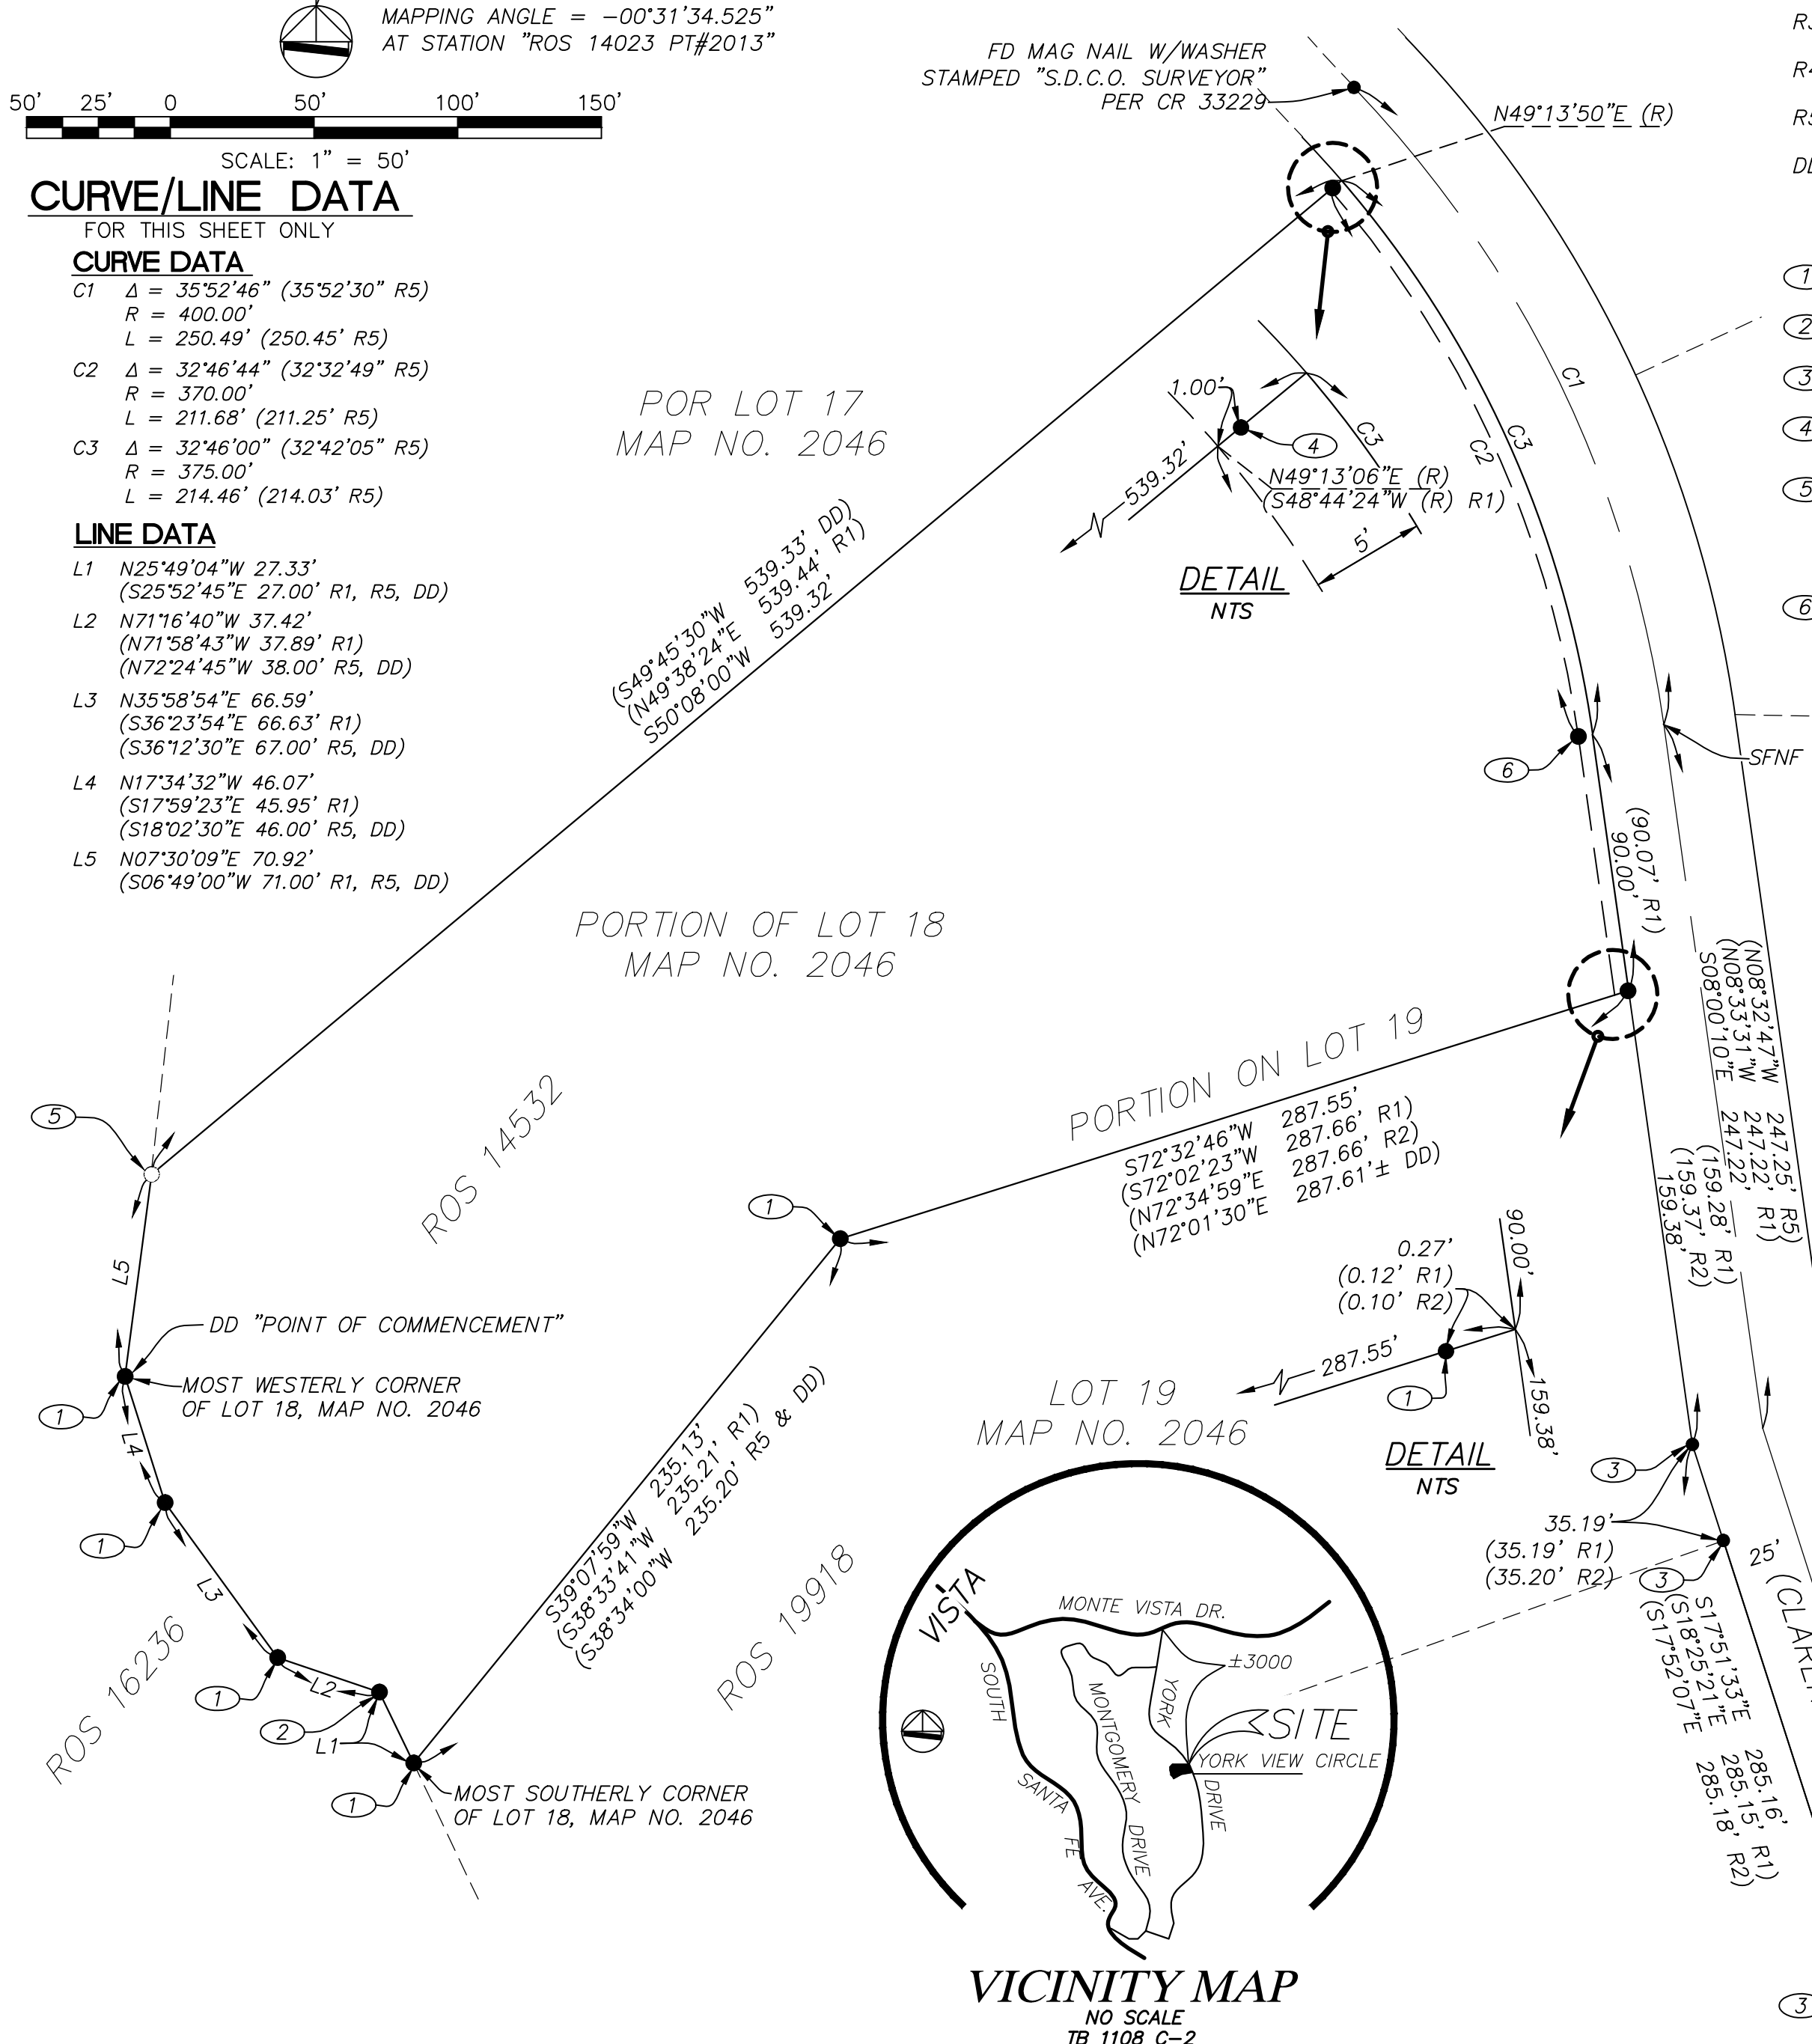 MAPPING ANGLE = −00°31'34.525"
AT STATION "ROS 14023 PT#2013"
50' 25' 0 50' 100' 150'
SCALE: 1" = 50'
CURVE/LINE DATA
FOR THIS SHEET ONLY
CURVE DATA
C1 Δ = 35°52'46" (35°52'30" R5)
R = 400.00'
L = 250.49' (250.45' R5)
C2 Δ = 32°46'44" (32°32'49" R5)
R = 370.00'
L = 211.68' (211.25' R5)
C3 Δ = 32°46'00" (32°42'05" R5)
R = 375.00'
L = 214.46' (214.03' R5)
LINE DATA
L1 N25°49'04"W 27.33'
(S25°52'45"E 27.00' R1, R5, DD)
L2 N71°16'40"W 37.42'
(N71°58'43"W 37.89' R1)
(N72°24'45"W 38.00' R5, DD)
L3 N35°58'54"E 66.59'
(S36°23'54"E 66.63' R1)
(S36°12'30"E 67.00' R5, DD)
L4 N17°34'32"W 46.07'
(S17°59'23"E 45.95' R1)
(S18°02'30"E 46.00' R5, DD)
L5 N07°30'09"E 70.92'
(S06°49'00"W 71.00' R1, R5, DD)
FD MAG NAIL W/WASHER
STAMPED "S.D.C.O. SURVEYOR"
PER CR 33229
N49°13'50"E (R)
R4
R5
1
2
3
4
5
6
POR LOT 17
MAP NO. 2046
(S49°45'30"W 539.33' DD)
(N49°38'24"E 539.44' R1)
S50°08'00"W 539.32'
1.00'
4
C3
539.32'
N49°13'06"E (R)
(S48°44'24"W (R) R1)
5'
DETAIL
NTS
C1
C2
C3
6
SFNF
(90.07' R1)
90.00'
PORTION OF LOT 18
MAP NO. 2046
(N08°32'47"W 247.25' R5)
(N08°33'31"W 247.22' R1)
S08°00'10"E 247.22'
(159.28' R1)
(159.37' R2)
159.38'
PORTION ON LOT 19
S72°32'46"W 287.55'
(S72°02'23"W 287.66' R1)
(N72°34'59"E 287.66' R2)
(N72°01'30"E 287.61'± DD)
5
ROS 14532
1
L5
DD "POINT OF COMMENCEMENT"
MOST WESTERLY CORNER
OF LOT 18, MAP NO. 2046
1
L4
1
L3
ROS 16236
1
L2
2
L1
1
MOST SOUTHERLY CORNER
OF LOT 18, MAP NO. 2046
S39°07'59"W 235.13'
(S38°33'41"W 235.21' R1)
(S38°34'00"W 235.20' R5 & DD)
ROS 19918
LOT 19
MAP NO. 2046
0.27'
(0.12' R1)
(0.10' R2)
90.00'
287.55'
1
159.38'
DETAIL
NTS
3
35.19'
(35.19' R1)
(35.20' R2)
3
25'
S17°51'33"E 285.16'
(S18°25'21"E 285.15' R1)
(S17°52'07"E 285.18' R2)
VISTA
MONTE VISTA DR.
±3000
SOUTH
SANTA
FE
AVE.
MONTGOMERY
DRIVE
YORK
DRIVE
SITE
YORK VIEW CIRCLE
VICINITY MAP
NO SCALE
TB 1108 C−2
3